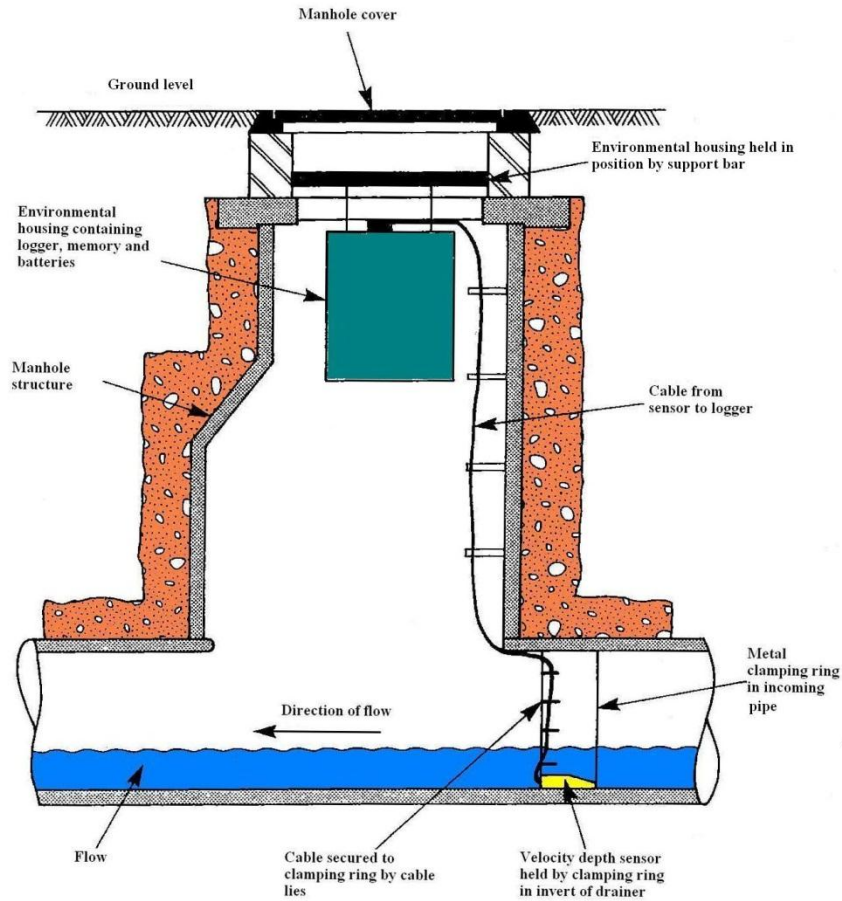 Manhole cover
Ground level
Environmental housing held in
position by support bar
Environmental
housing containing
logger, memory and
batteries
Manhole
structure
Cable from
sensor to logger
Metal
clamping ring
in incoming
pipe
Direction of flow
Flow
Cable secured to
clamping ring by cable
lies
Velocity depth sensor
held by clamping ring
in invert of drainer